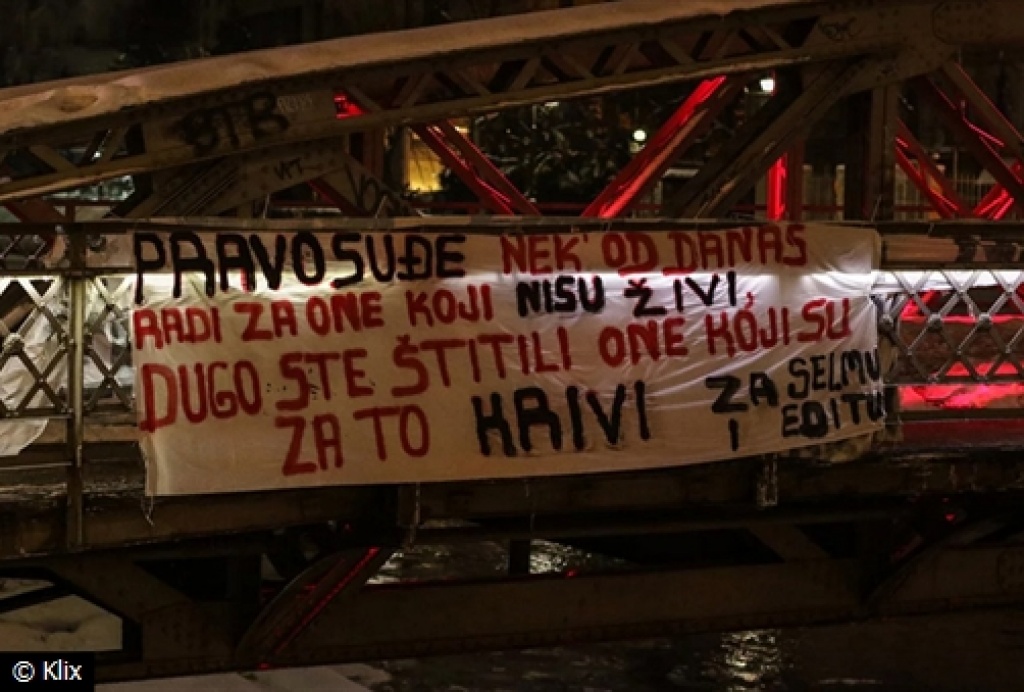 BTB
PRAVOSUĐE NEK' OD DANAS
RADI ZA ONE KOJI NISU ŽIVI,
DUGO STE ŠTITILI ONE KOJI SU
ZA TO KRIVI ZA SELMU
I EDITU
© Klix